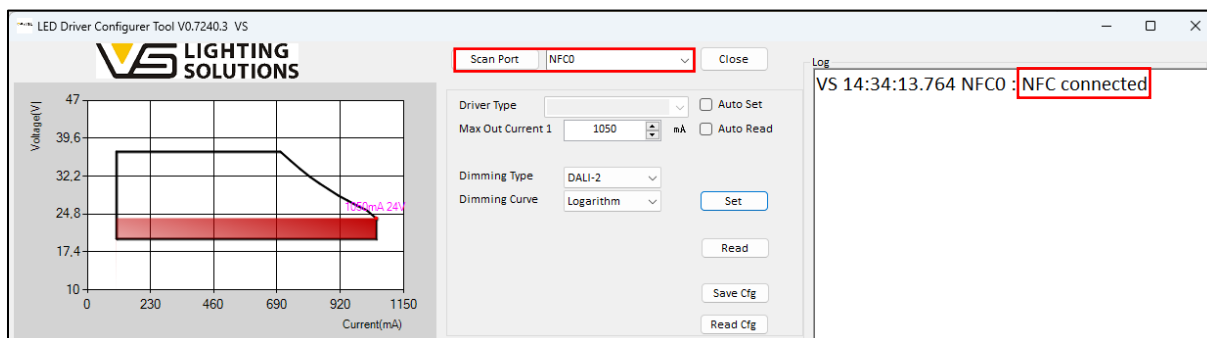 LED Driver Configurer Tool V0.7240.3 VS
VS LIGHTING
SOLUTIONS
Scan Port NFC0 Close
Log
VS 14:34:13.764 NFC0 : NFC connected
Voltage(V)
47
39,6
32,2
24,8
17,4
10
1050mA 24V
0 230 460 690 920 1150
Current(mA)
Driver Type Auto Set
Max Out Current 1 1050 mA Auto Read
Dimming Type DALI-2
Dimming Curve Logarithm Set
Read
Save Cfg
Read Cfg